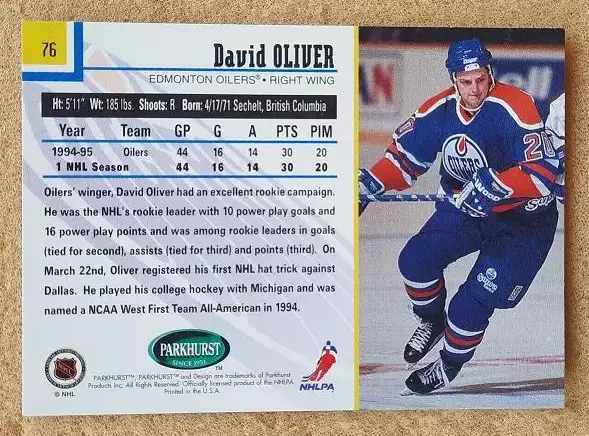 76
David OLIVER
EDMONTON OILERS® • RIGHT WING
Ht: 5'11" Wt: 185 lbs. Shoots: R Born: 4/17/71 Sechelt, British Columbia
Year Team GP G A PTS PIM
1994-95 Oilers 44 16 14 30 20
1 NHL Season 44 16 14 30 20
Oilers' winger, David Oliver had an excellent rookie campaign.
He was the NHL's rookie leader with 10 power play goals and
16 power play points and was among rookie leaders in goals
(tied for second), assists (tied for third) and points (third). On
March 22nd, Oliver registered his first NHL hat trick against
Dallas. He played his college hockey with Michigan and was
named a NCAA West First Team All-American in 1994.
NHL
© NHL
PARKHURST
SINCE 1951
™
PARKHURST™, PARKHURST™ and Design are trademarks of Parkhurst
Products Inc. All Rights Reserved. Officially licensed product of the NHLPA.
Printed in the U.S.A.
NHLPA
OILERS
20
Bell